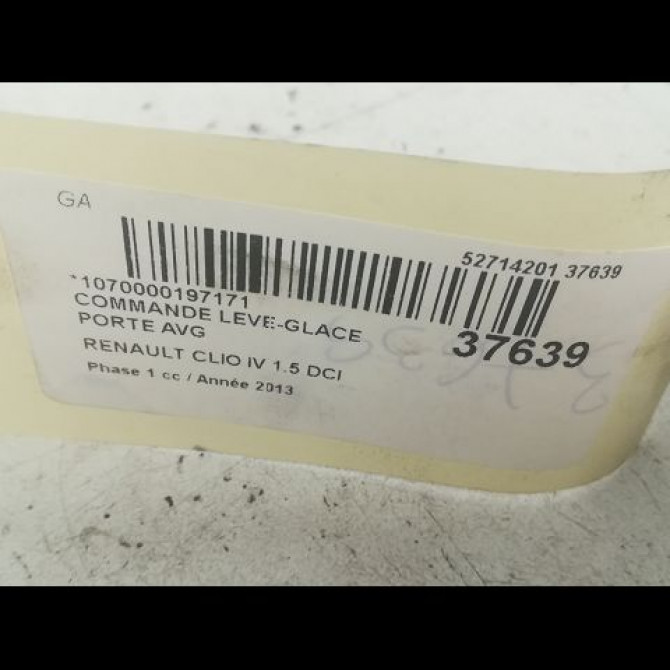 GA
52714201 37639
*1070000197171
COMMANDE LEVE-GLACE
PORTE AVG
37639
RENAULT CLIO IV 1.5 DCI
Phase 1 cc / Année 2013